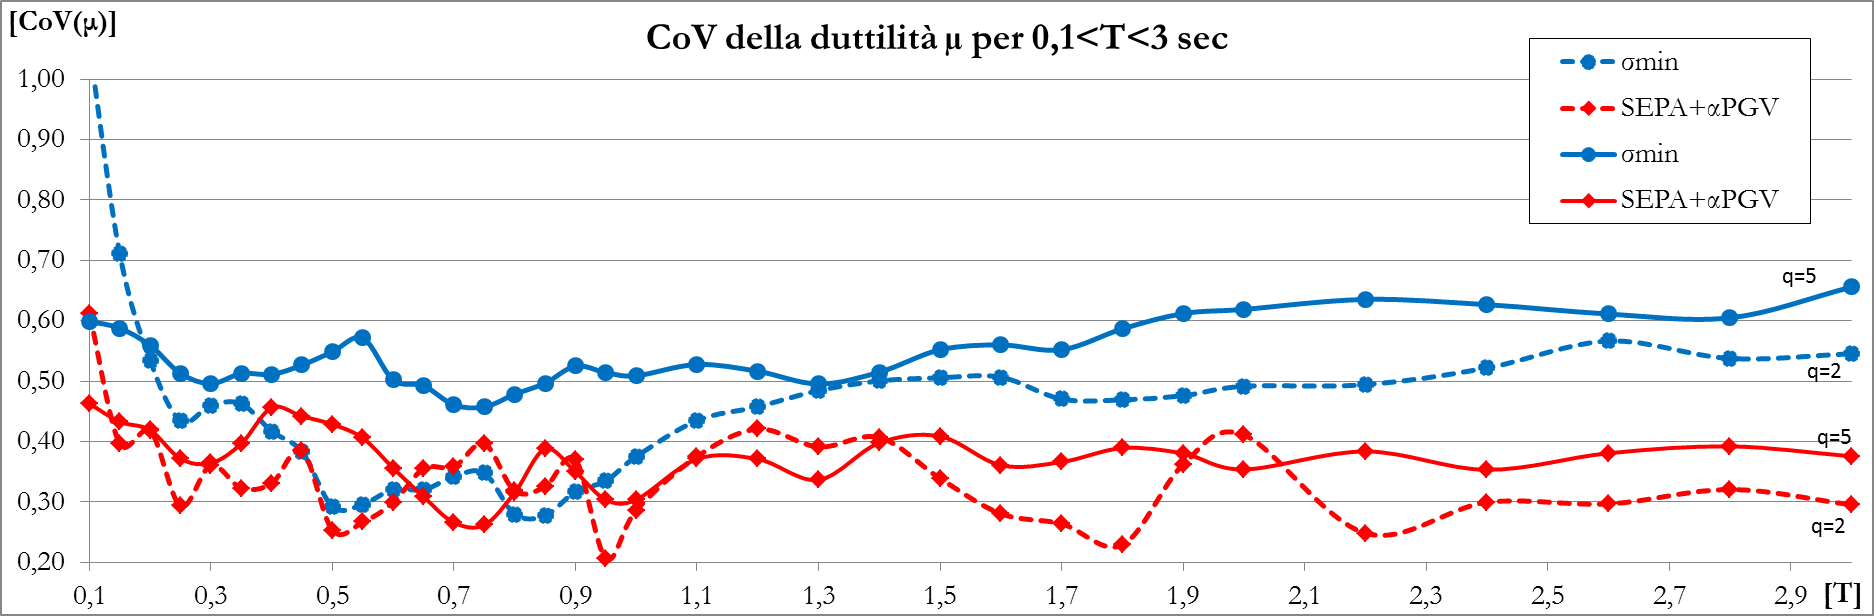 [CoV(µ)]
CoV della duttilità µ per 0,1<T<3 sec
σmin
SEPA+αPGV
σmin
SEPA+αPGV
1,00
0,90
0,80
0,70
0,60
0,50
0,40
0,30
0,20
q=5
q=2
q=5
q=2
0,1 0,3 0,5 0,7 0,9 1,1 1,3 1,5 1,7 1,9 2,1 2,3 2,5 2,7 2,9 [T]